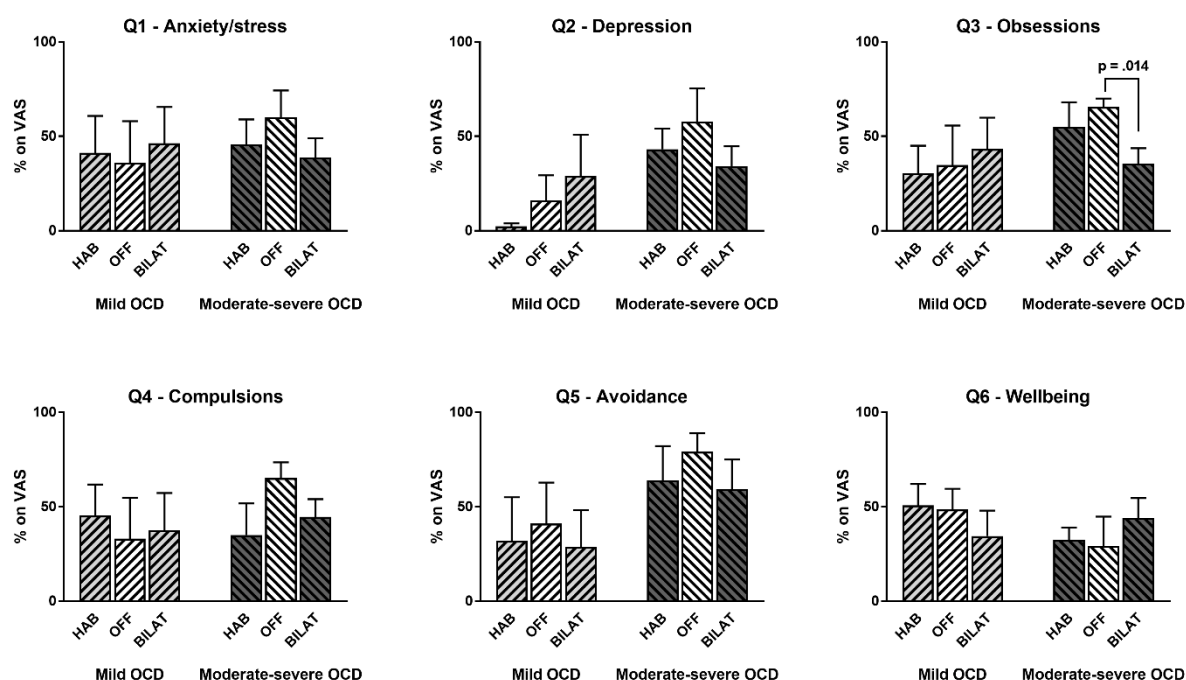 Q1 - Anxiety/stress
% on VAS
100
50
0
HAB OFF BILAT HAB OFF BILAT
Mild OCD Moderate-severe OCD
Q2 - Depression
% on VAS
100
50
0
HAB OFF BILAT HAB OFF BILAT
Mild OCD Moderate-severe OCD
Q3 - Obsessions
p = .014
% on VAS
100
50
0
HAB OFF BILAT HAB OFF BILAT
Mild OCD Moderate-severe OCD
Q4 - Compulsions
% on VAS
100
50
0
HAB OFF BILAT HAB OFF BILAT
Mild OCD Moderate-severe OCD
Q5 - Avoidance
% on VAS
100
50
0
HAB OFF BILAT HAB OFF BILAT
Mild OCD Moderate-severe OCD
Q6 - Wellbeing
% on VAS
100
50
0
HAB OFF BILAT HAB OFF BILAT
Mild OCD Moderate-severe OCD